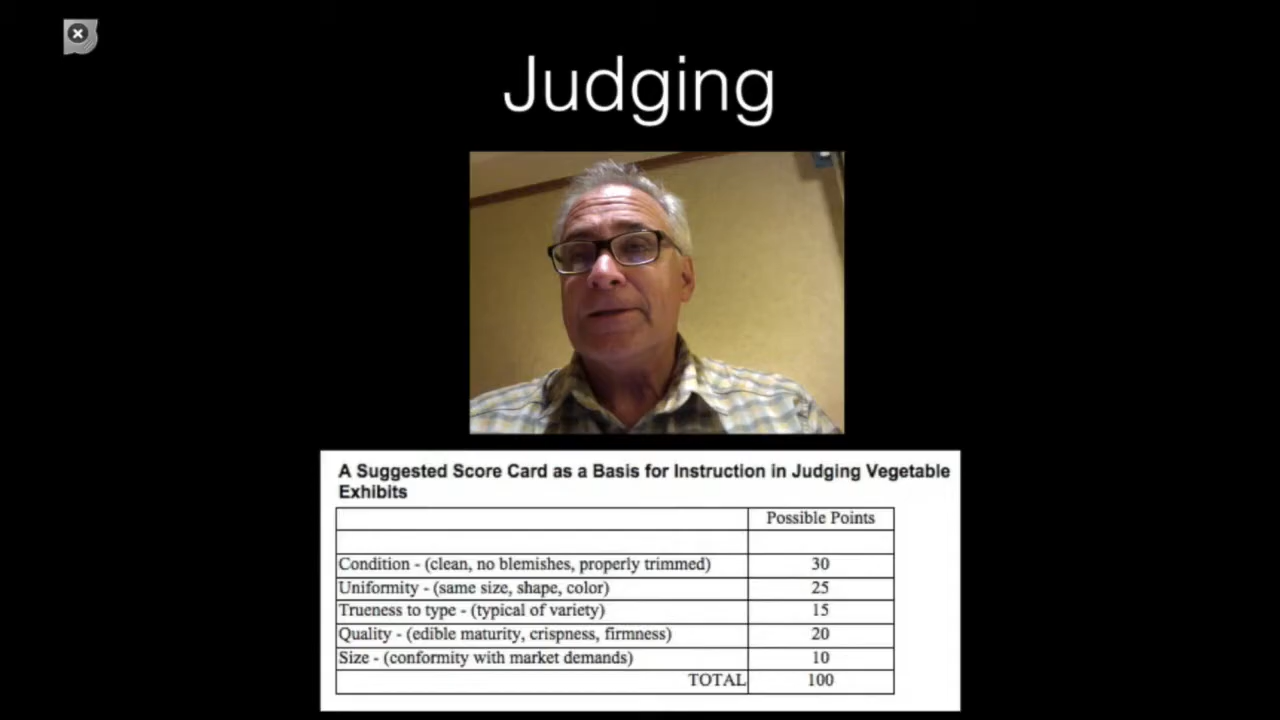 Judging
A Suggested Score Card as a Basis for Instruction in Judging Vegetable
Exhibits
Possible Points
Condition - (clean, no blemishes, properly trimmed) 30
Uniformity - (same size, shape, color) 25
Trueness to type - (typical of variety) 15
Quality - (edible maturity, crispness, firmness) 20
Size - (conformity with market demands) 10
TOTAL 100